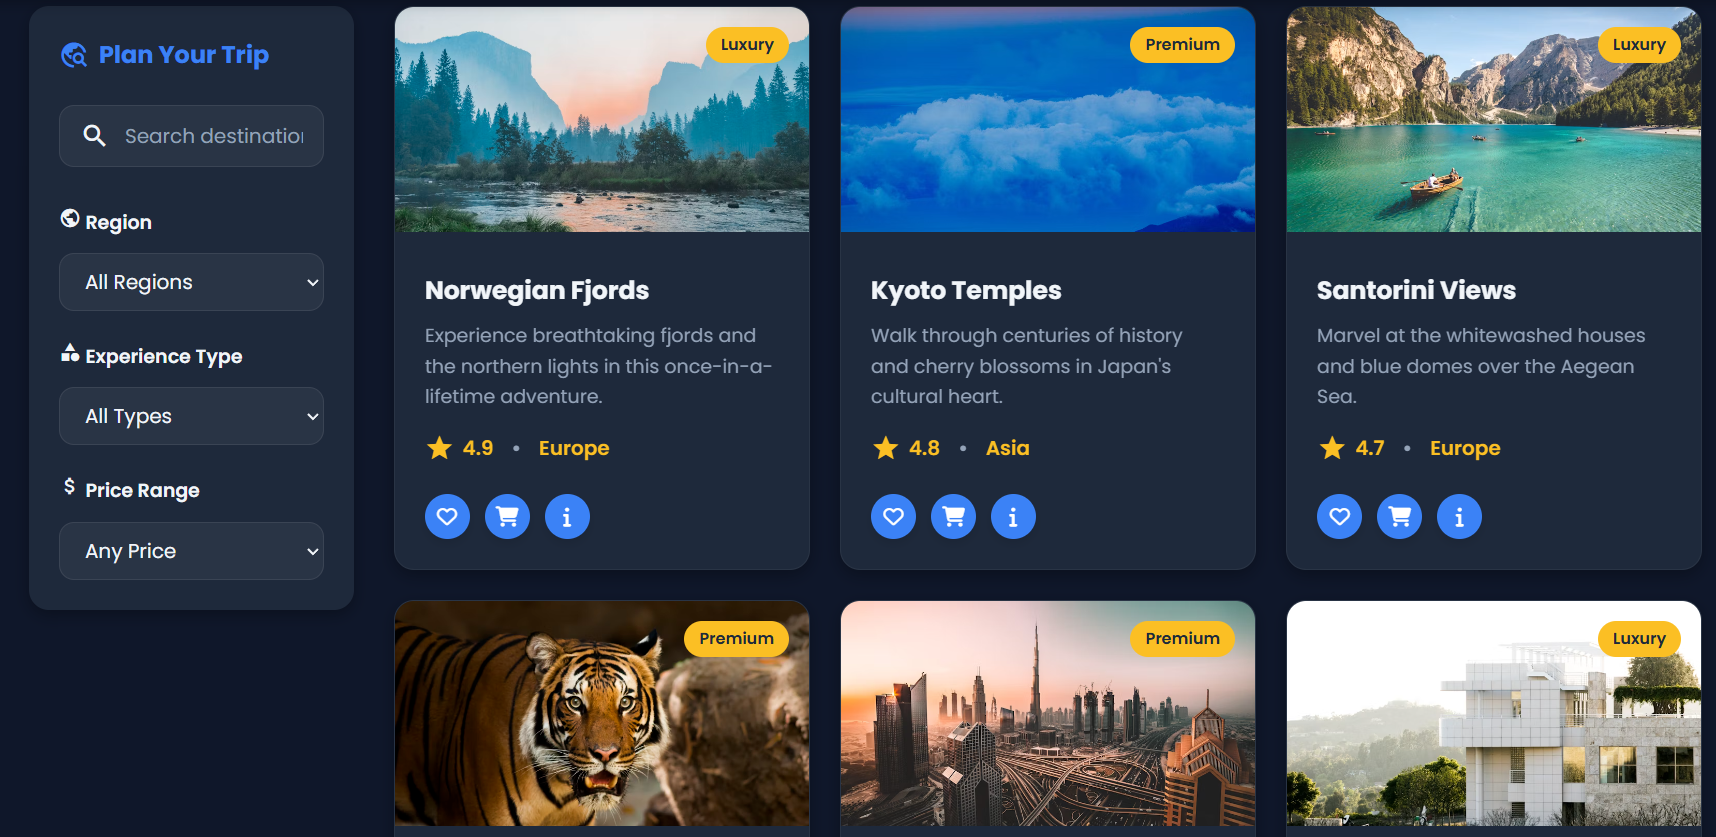 Plan Your Trip
Search destination
Region
All Regions
Experience Type
All Types
Price Range
Any Price
Luxury
Norwegian Fjords
Experience breathtaking fjords and
the northern lights in this once-in-a-
lifetime adventure.
4.9 • Europe
Premium
Kyoto Temples
Walk through centuries of history
and cherry blossoms in Japan's
cultural heart.
4.8 • Asia
Luxury
Santorini Views
Marvel at the whitewashed houses
and blue domes over the Aegean
Sea.
4.7 • Europe
Premium
Premium
Luxury